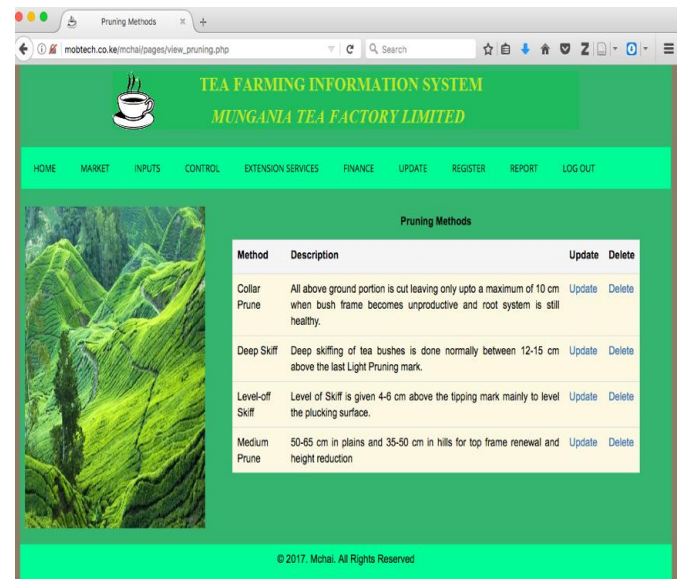 Pruning Methods
mobtech.co.ke/mchai/pages/view_pruning.php
Search
TEA FARMING INFORMATION SYSTEM
MUNGANIA TEA FACTORY LIMITED
HOME MARKET INPUTS CONTROL EXTENSION SERVICES FINANCE UPDATE REGISTER REPORT LOG OUT
Pruning Methods
Method Description Update Delete
Collar All above ground portion is cut leaving only upto a maximum of 10 cm Update Delete
Prune when bush frame becomes unproductive and root system is still
healthy.
Deep Skiff Deep skiffing of tea bushes is done normally between 12-15 cm Update Delete
above the last Light Pruning mark.
Level-off Level of Skiff is given 4-6 cm above the tipping mark mainly to level Update Delete
Skiff the plucking surface.
Medium 50-65 cm in plains and 35-50 cm in hills for top frame renewal and Update Delete
Prune height reduction
© 2017. Mchai. All Rights Reserved